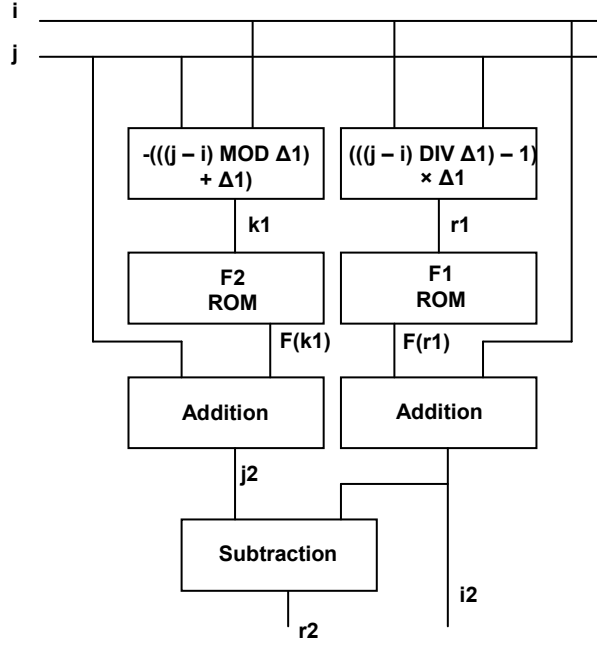 i
j
-(((j – i) MOD Δ1)
+ Δ1)
(((j – i) DIV Δ1) – 1)
× Δ1
k1
r1
F2
ROM
F1
ROM
F(k1)
F(r1)
Addition
Addition
j2
Subtraction
i2
r2